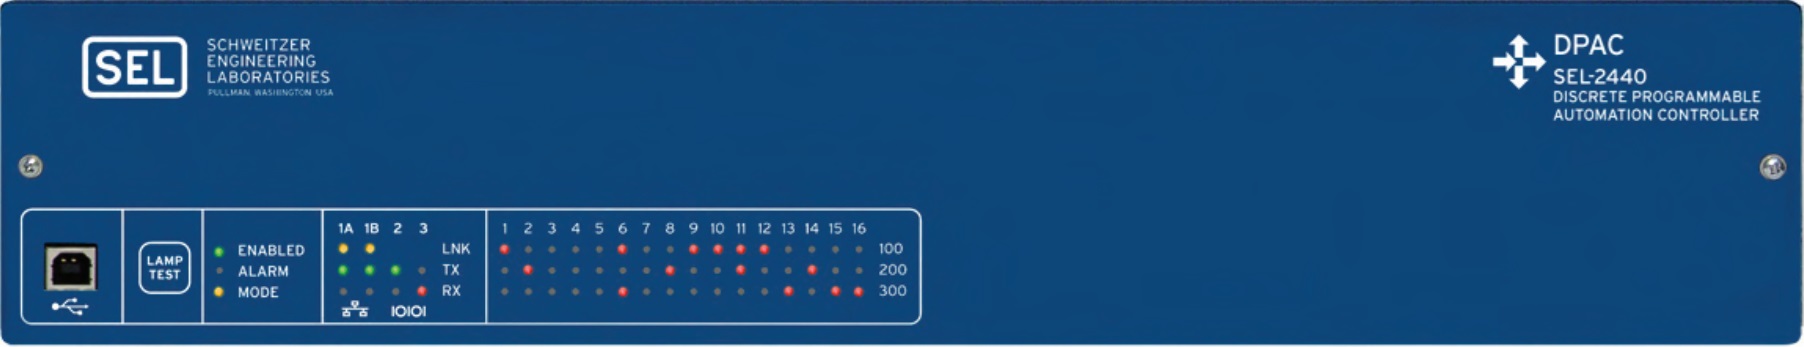 SEL
SCHWEITZER
ENGINEERING
LABORATORIES
PULLMAN, WASHINGTON USA
DPAC
SEL-2440
DISCRETE PROGRAMMABLE
AUTOMATION CONTROLLER
LAMP
TEST
ENABLED
ALARM
MODE
1A 1B 2 3
LNK
TX
RX
IOIOI
1 2 3 4 5 6 7 8 9 10 11 12 13 14 15 16
100
200
300